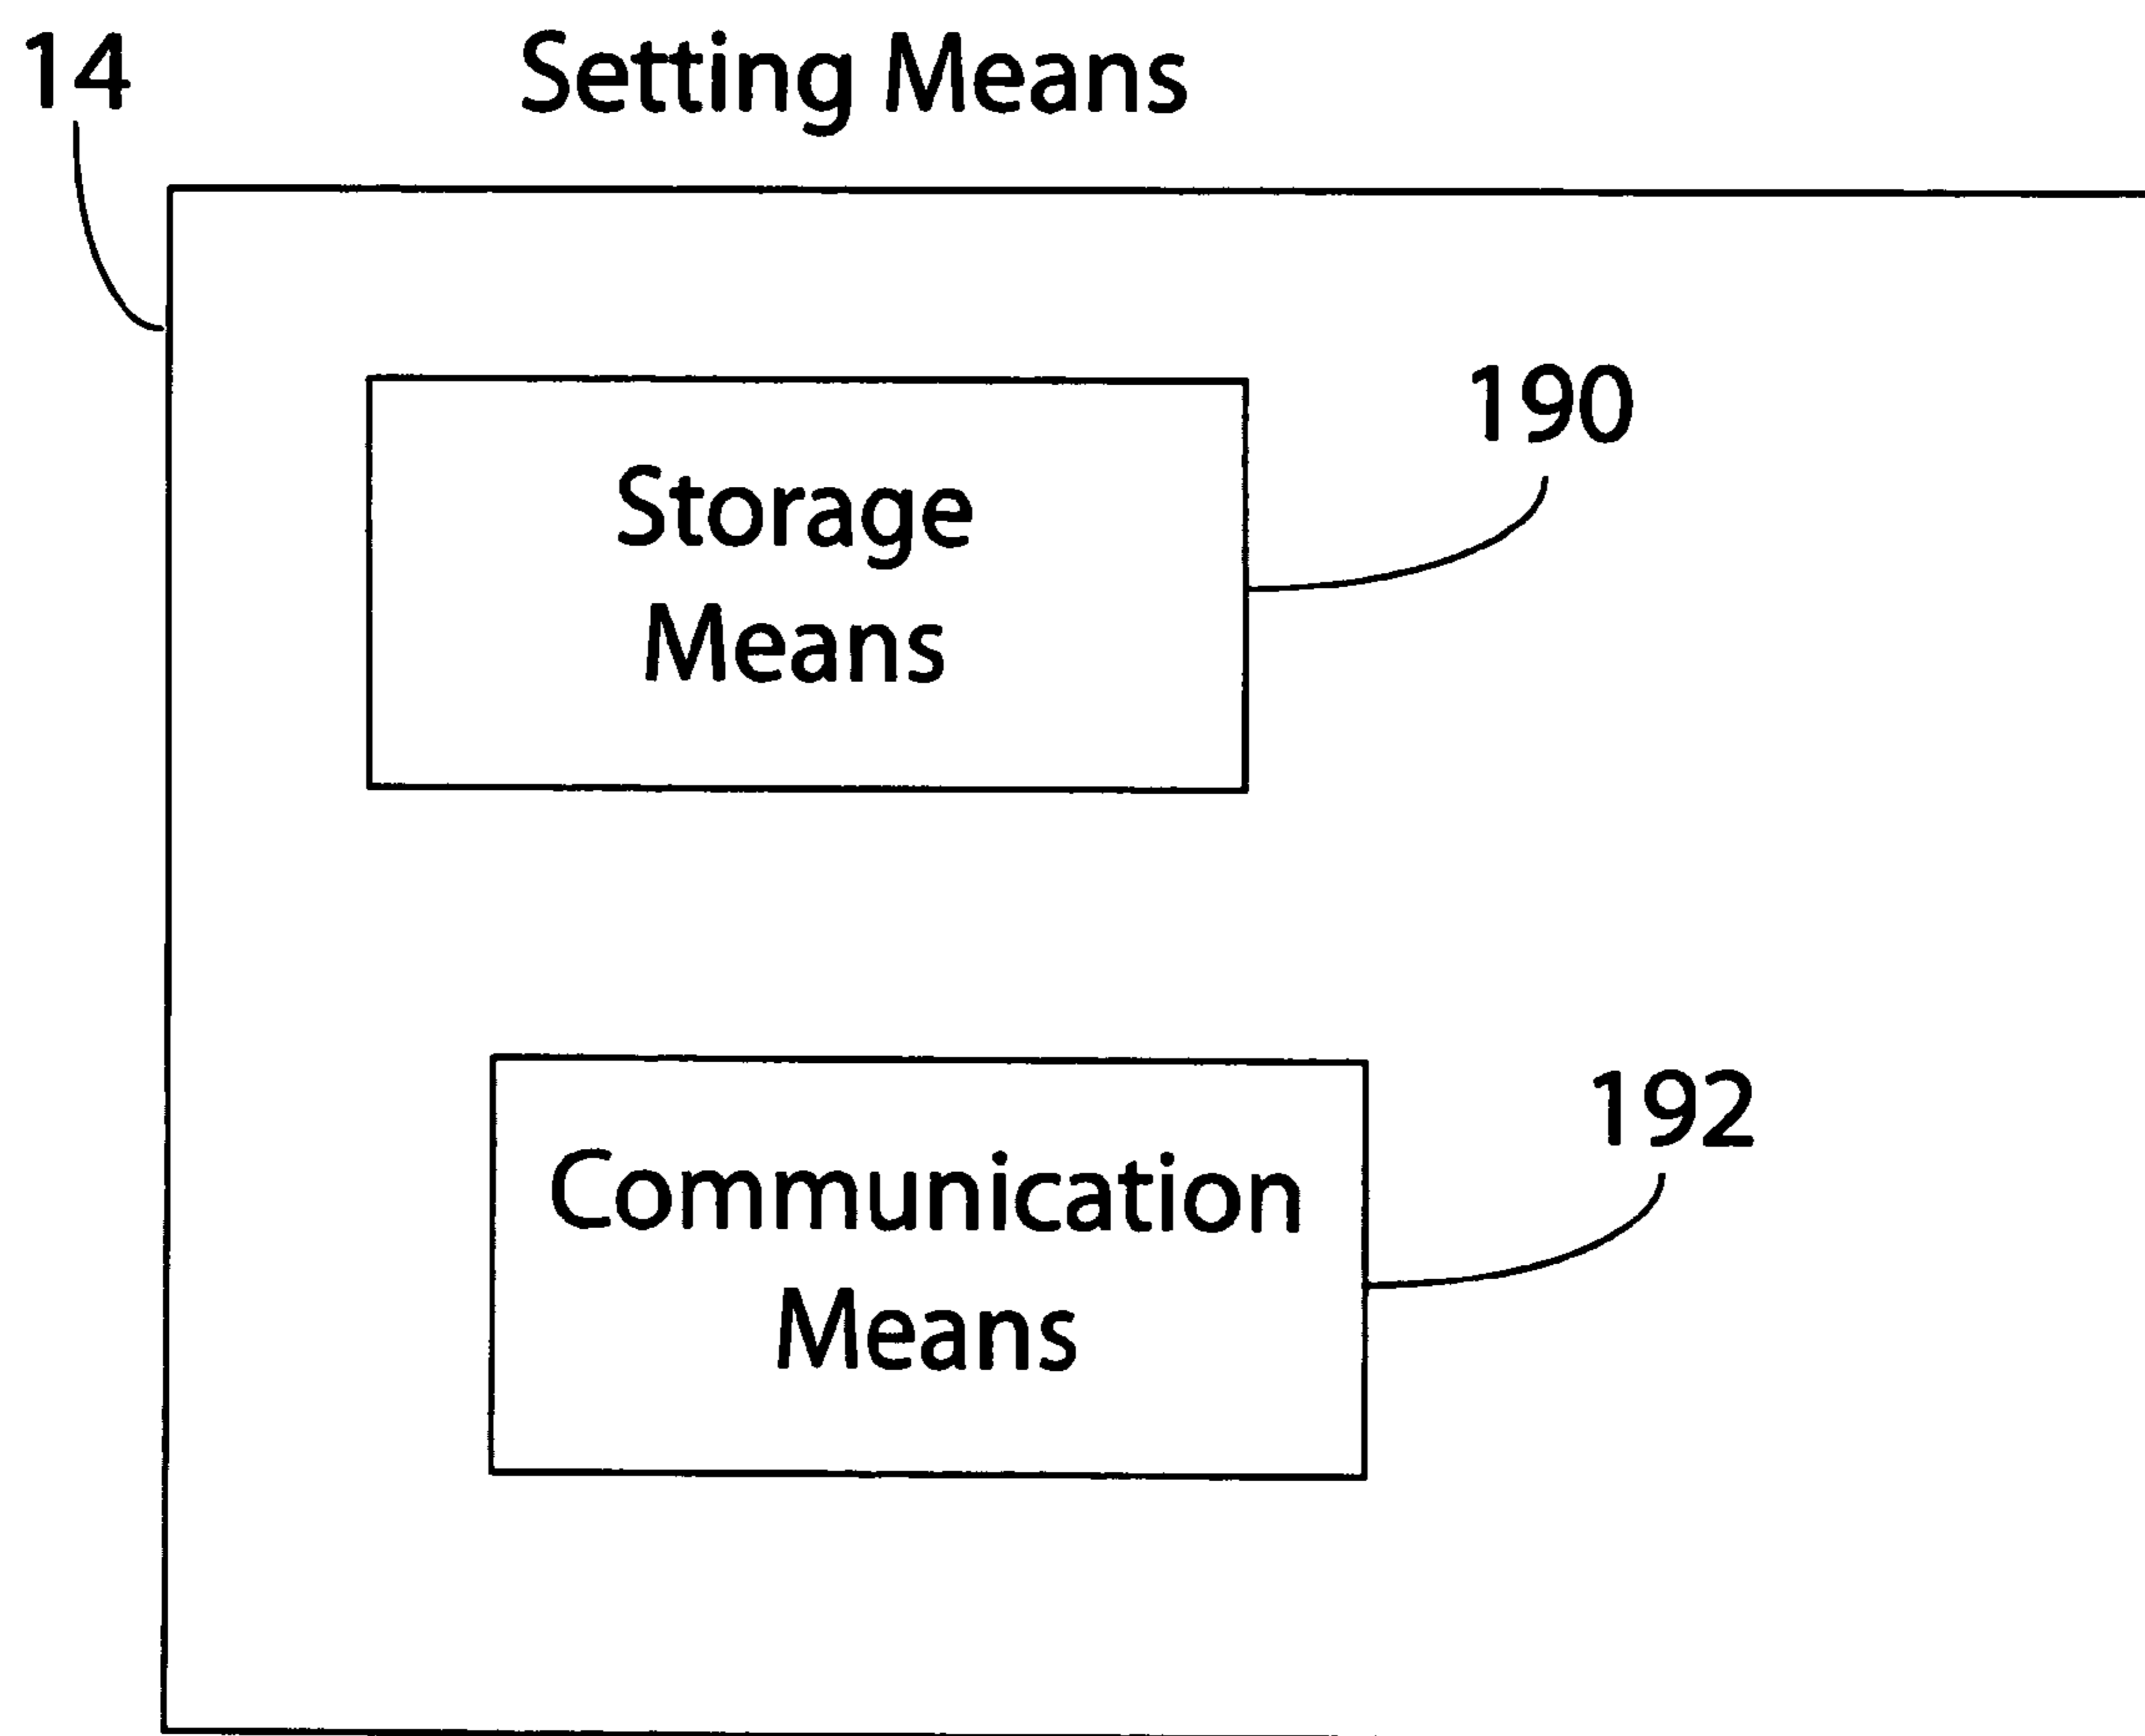 14
Setting Means
190
Storage
Means
192
Communication
Means